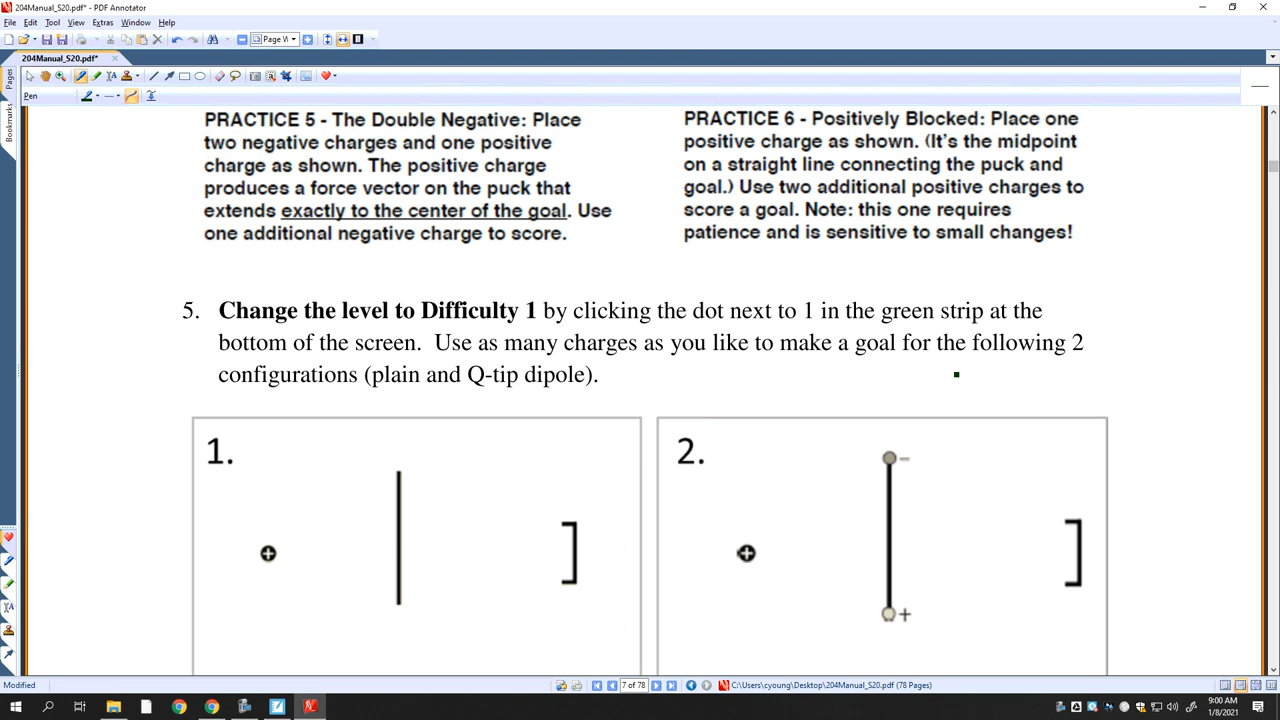 204Manual_S20.pdf* - PDF Annotator
File Edit Tool View Extras Window Help
Page W
204Manual_S20.pdf*
Pen
Pages
Bookmarks
PRACTICE 5 - The Double Negative: Place
two negative charges and one positive
charge as shown. The positive charge
produces a force vector on the puck that
extends exactly to the center of the goal. Use
one additional negative charge to score.
PRACTICE 6 - Positively Blocked: Place one
positive charge as shown. (It's the midpoint
on a straight line connecting the puck and
goal.) Use two additional positive charges to
score a goal. Note: this one requires
patience and is sensitive to small changes!
5. Change the level to Difficulty 1 by clicking the dot next to 1 in the green strip at the
bottom of the screen. Use as many charges as you like to make a goal for the following 2
configurations (plain and Q-tip dipole).
1.
+
2.
−
+
+
Modified
7 of 78
C:\Users\cyoung\Desktop\204Manual_S20.pdf (78 Pages)
9:00 AM
1/8/2021